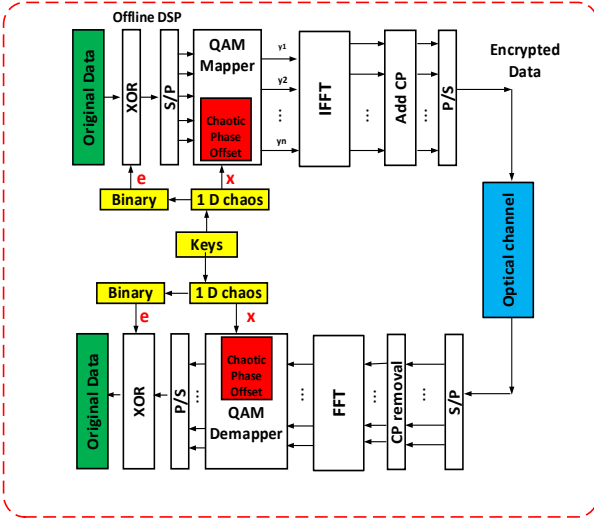 Offline DSP
Original Data
XOR
S/P
QAM
Mapper
Chaotic
Phase
Offset
y1
y2
...
yn
IFFT
...
Add CP
...
P/S
Encrypted
Data
e
x
Binary
1 D chaos
Keys
Optical channel
Binary
1 D chaos
e
x
Original Data
XOR
P/S
...
Chaotic
Phase
Offset
QAM
Demapper
...
FFT
...
CP removal
...
S/P